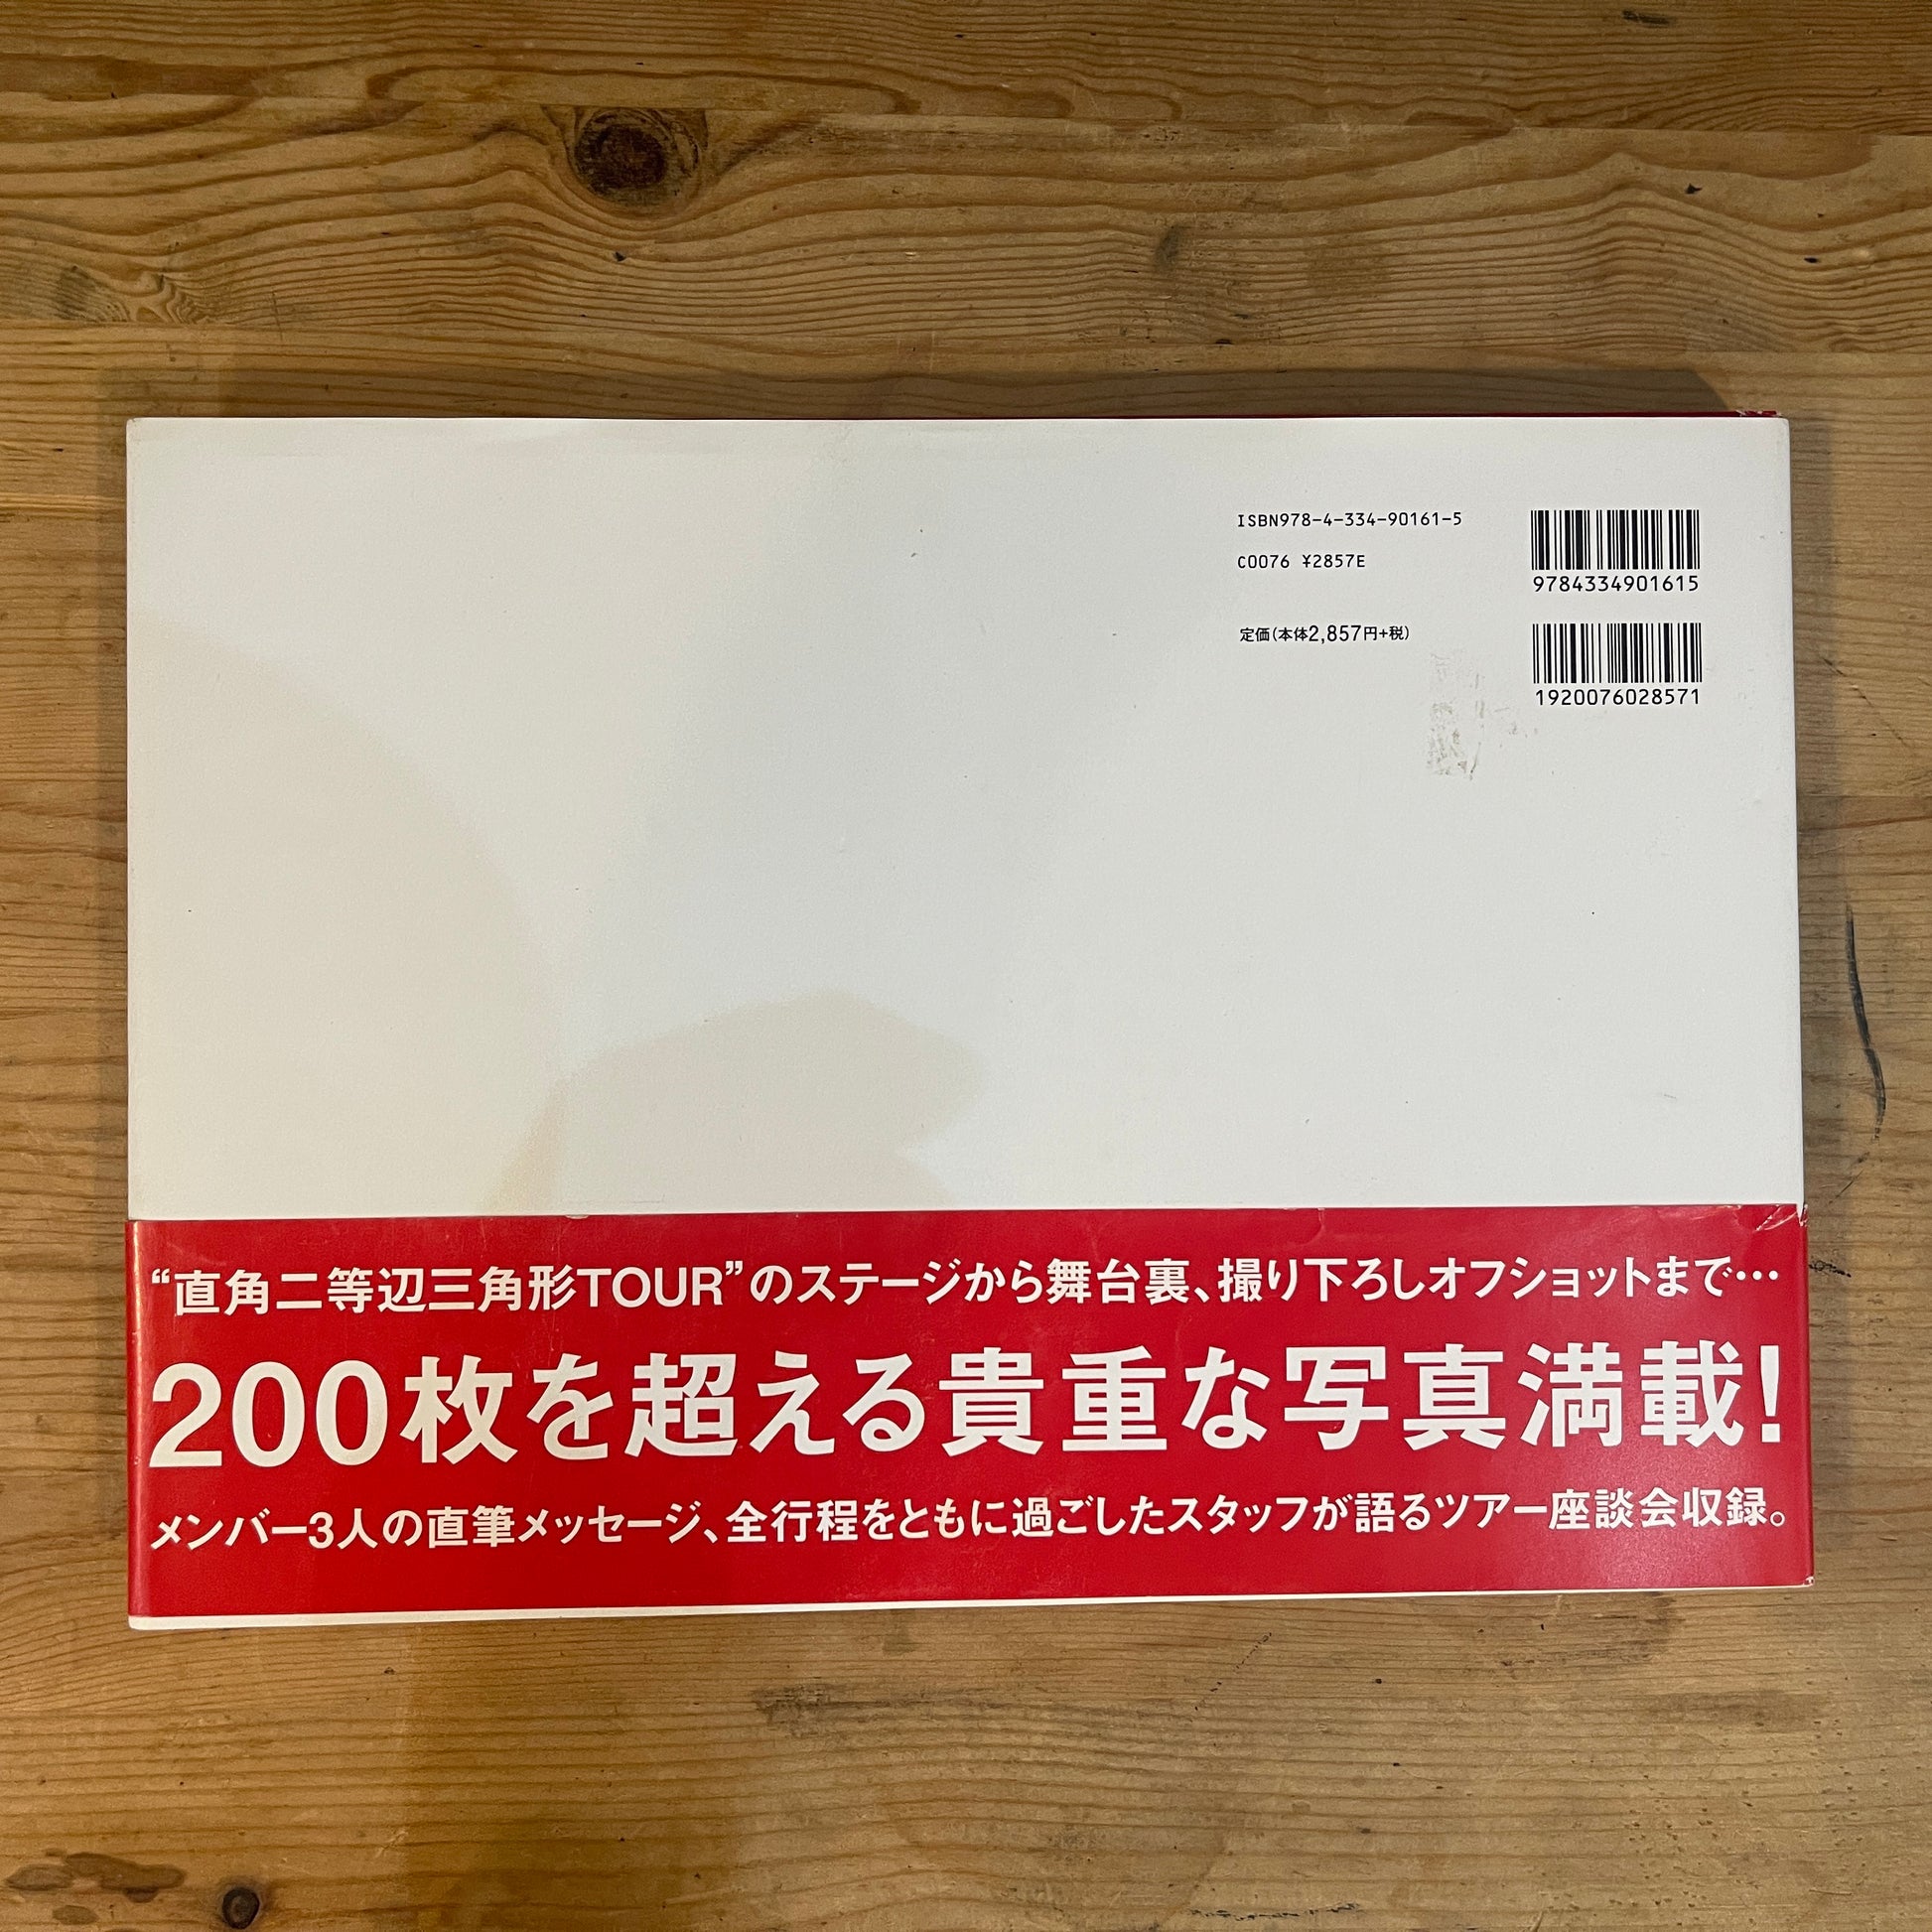 ISBN978-4-334-90161-5
C0076 ¥2857E
定価(本体2,857円+税)
9784334901615
1920076028571
“直角二等辺三角形TOUR”のステージから舞台裏、撮り下ろしオフショットまで…
200枚を超える貴重な写真満載!
メンバー3人の直筆メッセージ、全行程をともに過ごしたスタッフが語るツアー座談会収録。